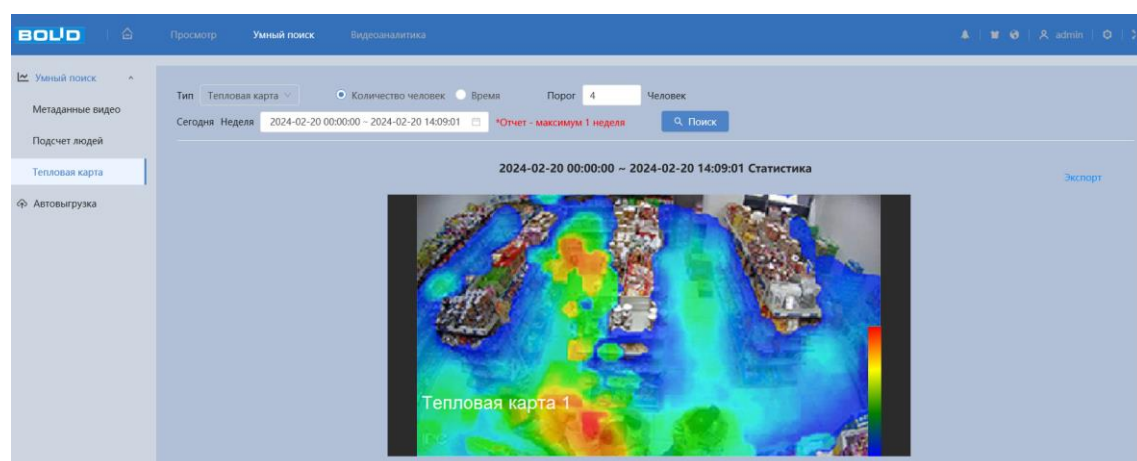 BOLID Просмотр Умный поиск Видеоаналитика admin
Умный поиск
Метаданные видео
Подсчет людей
Тепловая карта
Автовыгрузка
Тип Тепловая карта Количество человек Время Порог 4 Человек
Сегодня Неделя 2024-02-20 00:00:00 ~ 2024-02-20 14:09:01 *Отчет - максимум 1 неделя Поиск
2024-02-20 00:00:00 ~ 2024-02-20 14:09:01 Статистика
Экспорт
Тепловая карта 1